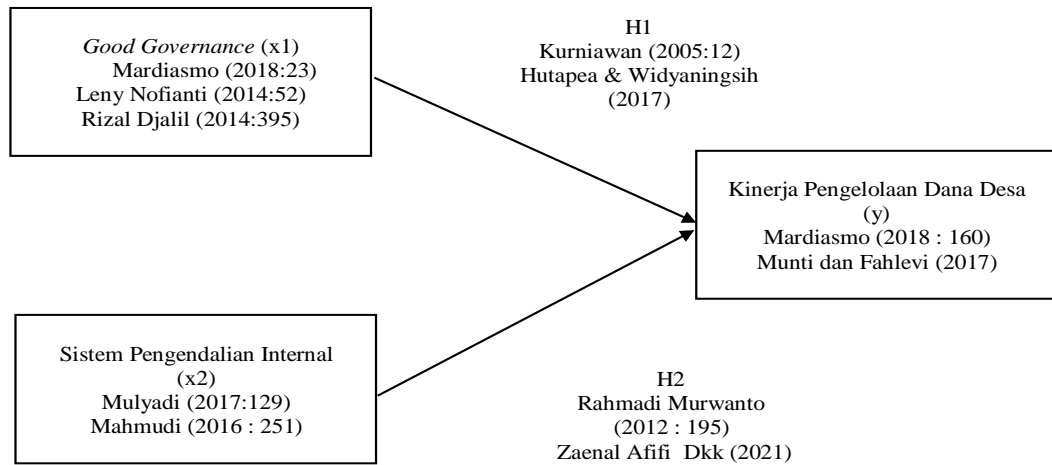 Good Governance (x1)
Mardiasmo (2018:23)
Leny Nofianti (2014:52)
Rizal Djalil (2014:395)
H1
Kurniawan (2005:12)
Hutapea & Widyaningsih
(2017)
Kinerja Pengelolaan Dana Desa
(y)
Mardiasmo (2018 : 160)
Munti dan Fahlevi (2017)
Sistem Pengendalian Internal
(x2)
Mulyadi (2017:129)
Mahmudi (2016 : 251)
H2
Rahmadi Murwanto
(2012 : 195)
Zaenal Afifi Dkk (2021)